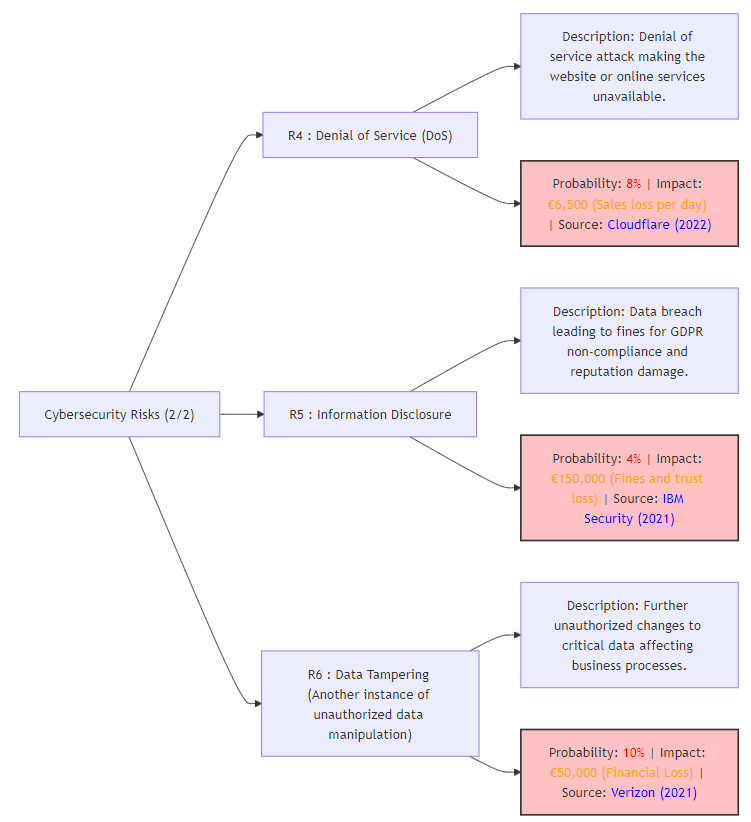 Cybersecurity Risks (2/2)
R4 : Denial of Service (DoS)
Description: Denial of
service attack making the
website or online services
unavailable.
Probability: 8% | Impact:
€6,500 (Sales loss per day)
| Source: Cloudflare (2022)
R5 : Information Disclosure
Description: Data breach
leading to fines for GDPR
non-compliance and
reputation damage.
Probability: 4% | Impact:
€150,000 (Fines and trust
loss) | Source: IBM
Security (2021)
R6 : Data Tampering
(Another instance of
unauthorized data
manipulation)
Description: Further
unauthorized changes to
critical data affecting
business processes.
Probability: 10% | Impact:
€50,000 (Financial Loss) |
Source: Verizon (2021)